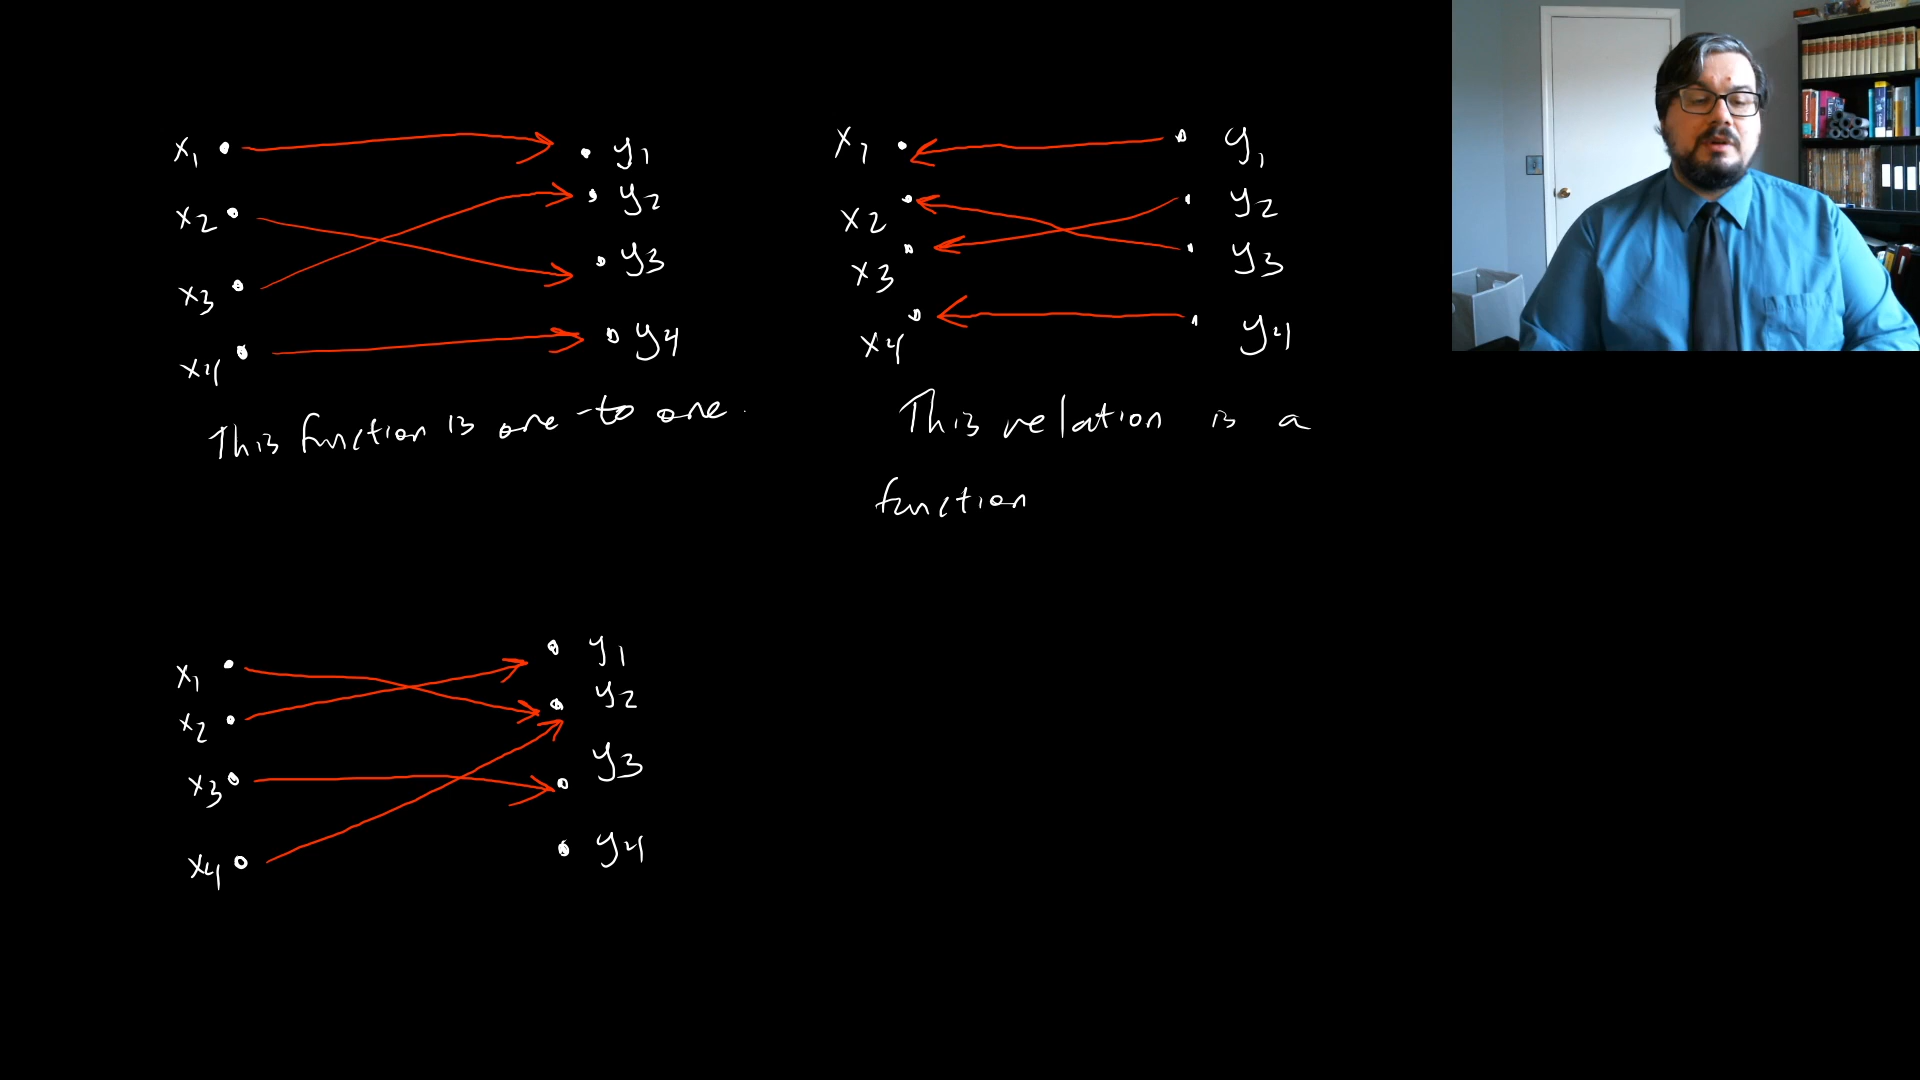 x1 y1
x2 y2
x3 y3
x4 y4
This function is one-to one.
x1 y1
x2 y2
x3 y3
x4 y4
This relation is a
function
x1 y1
x2 y2
x3 y3
x4 y4